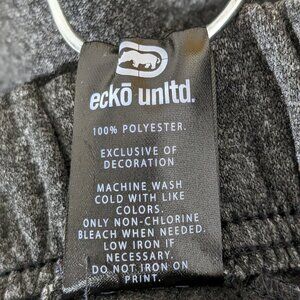 eckō unltd.
100% POLYESTER.
EXCLUSIVE OF
DECORATION
MACHINE WASH
COLD WITH LIKE
COLORS.
ONLY NON-CHLORINE
BLEACH WHEN NEEDED.
LOW IRON IF
NECESSARY.
DO NOT IRON ON
PRINT.